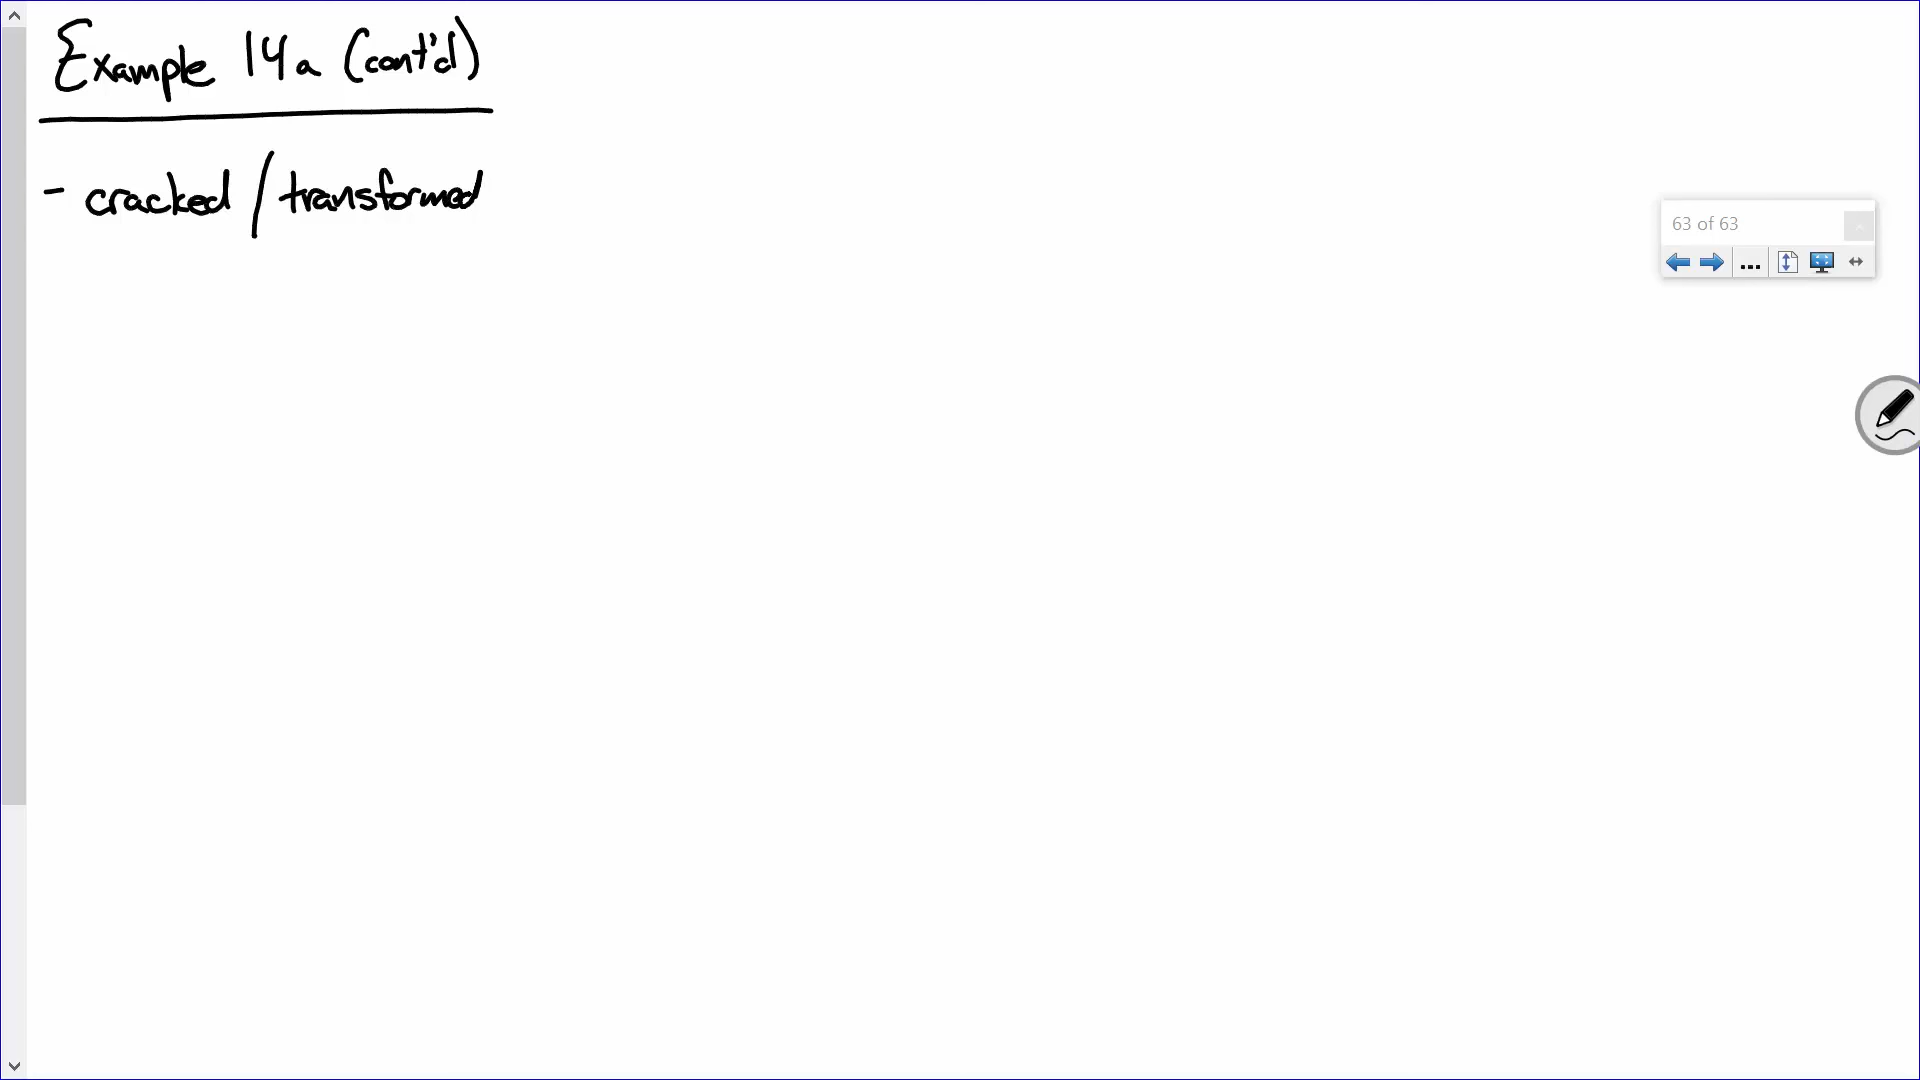 Example 14a (cont'd)
- cracked / transformed
63 of 63
...